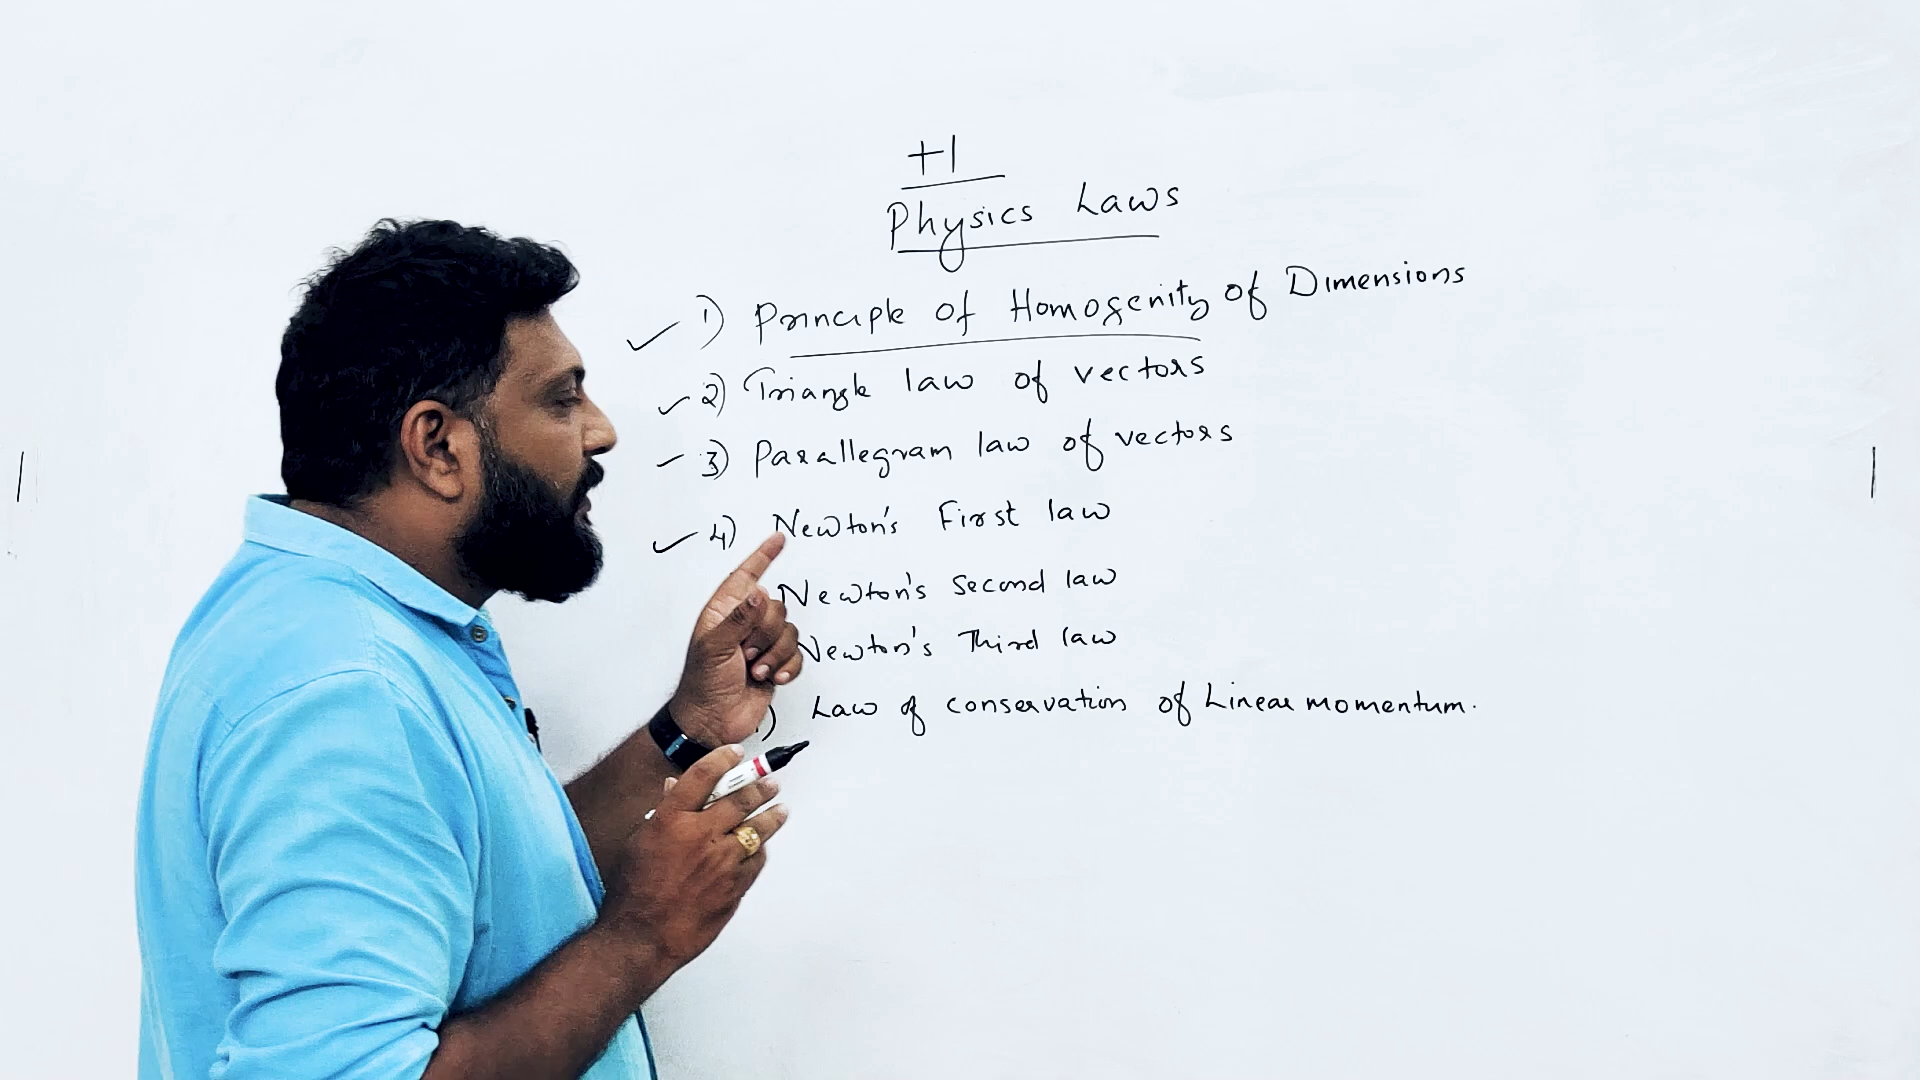 +1
Physics Laws
1) Principle of Homogenity of Dimensions
2) Triangle law of vectors
3) Parallegram law of vectors
4) Newton's First law
Newton's Second law
Newton's Third law
) Law of conservation of Linear momentum.